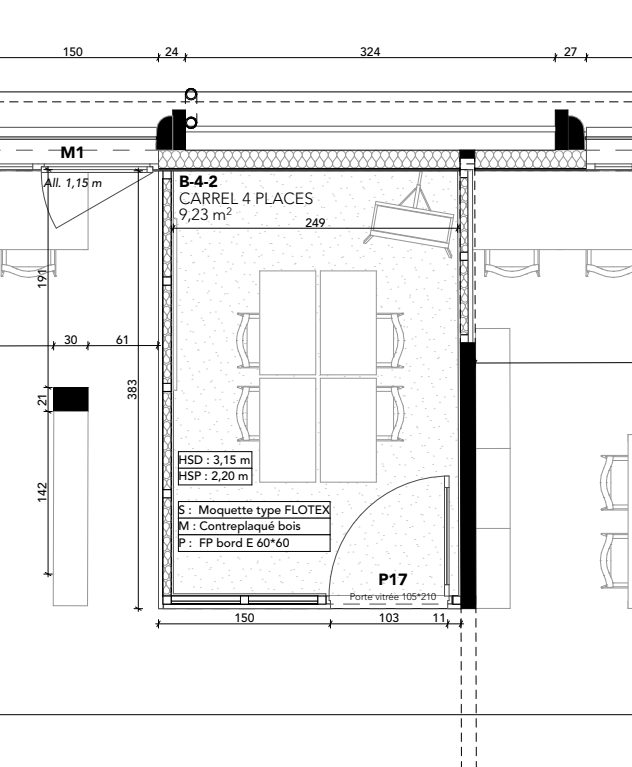 150
24
324
27
M1
All. 1,15 m
B-4-2
CARREL 4 PLACES
9,23 m²
249
191
30
61
383
21
142
HSD : 3,15 m
HSP : 2,20 m
S : Moquette type FLOTEX
M : Contreplaqué bois
P : FP bord E 60*60
P17
Porte vitrée 105*210
150
103
11